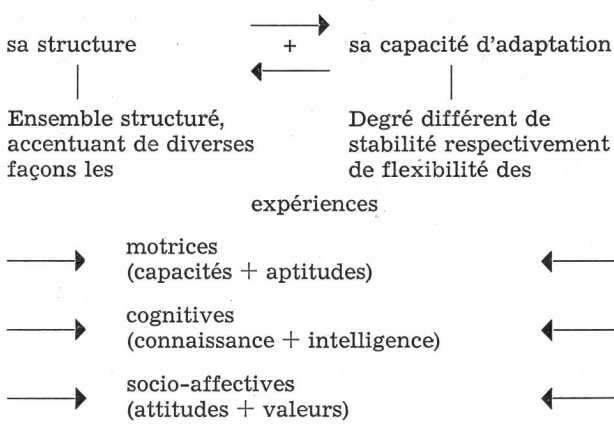 sa structure + sa capacité d'adaptation
Ensemble structuré,
accentuant de diverses
façons les
Degré différent de
stabilité respectivement
de flexibilité des
expériences
motrices
(capacités + aptitudes)
cognitives
(connaissance + intelligence)
socio-affectives
(attitudes + valeurs)